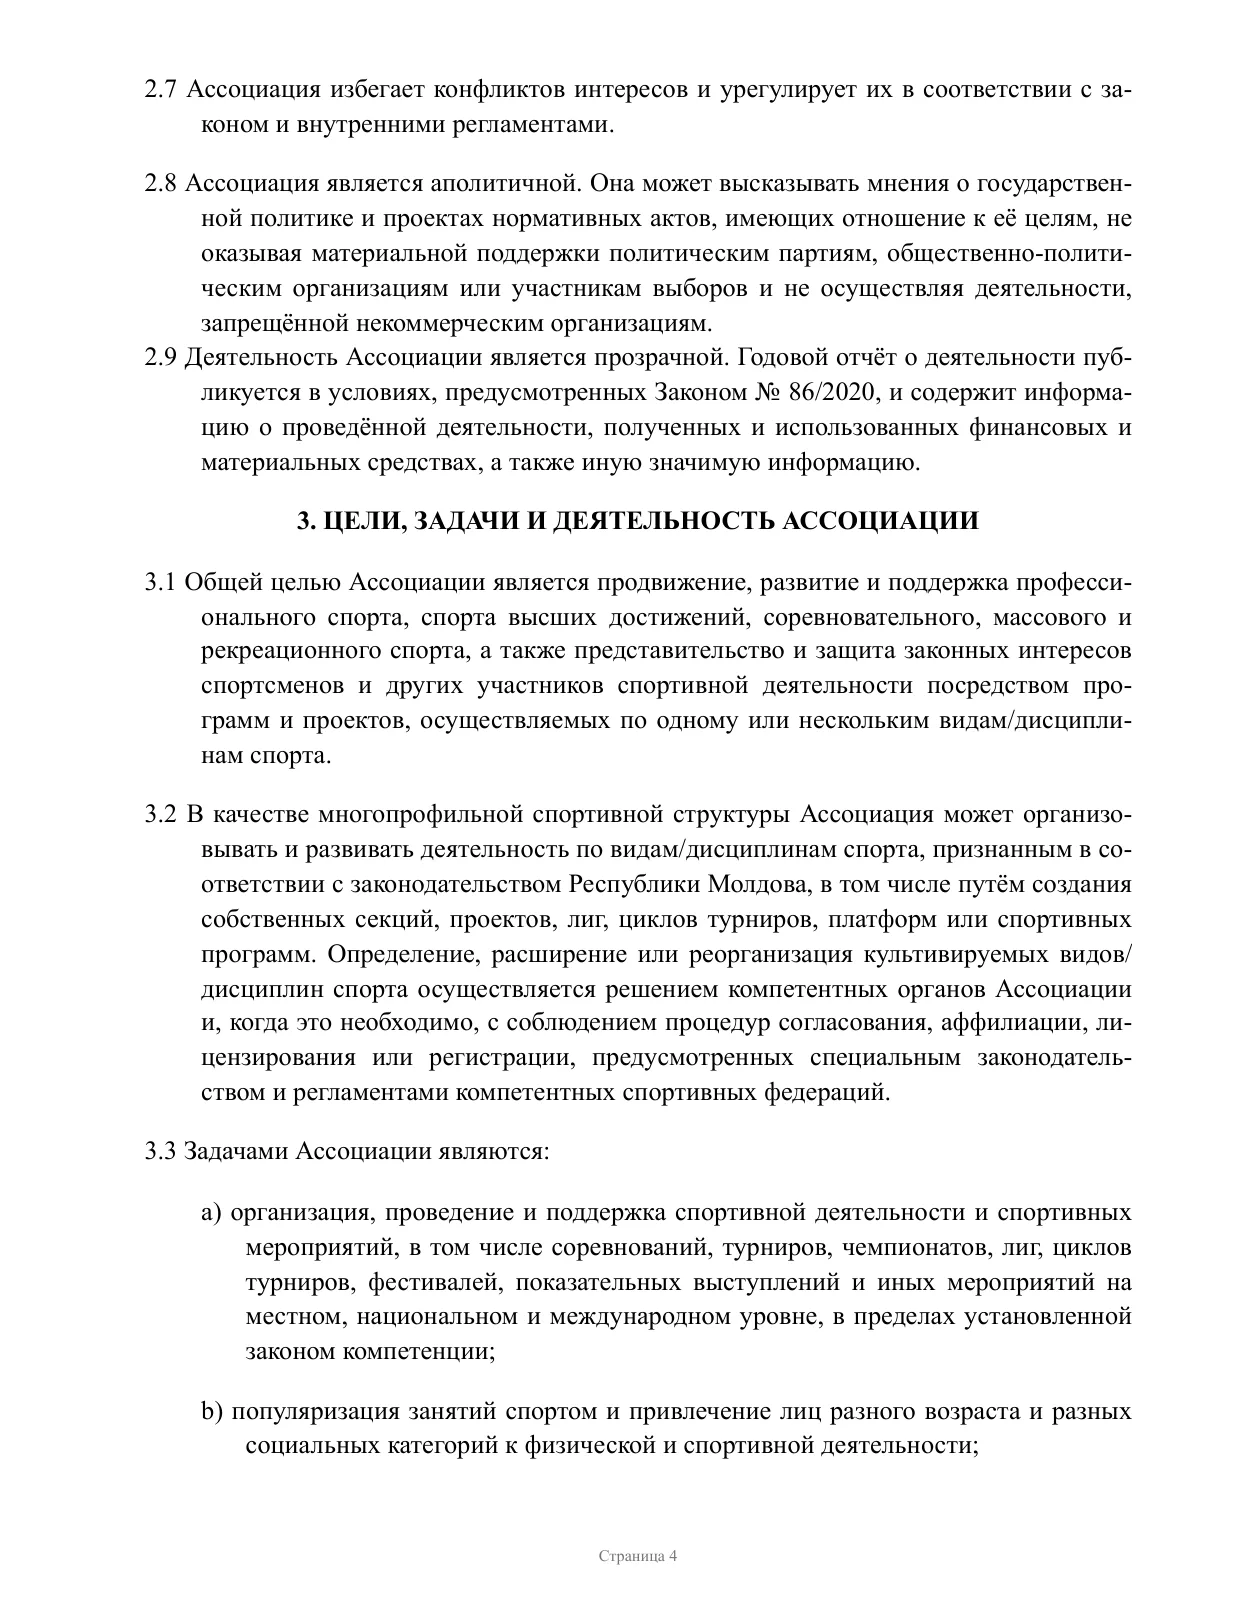 2.7 Ассоциация избегает конфликтов интересов и урегулирует их в соответствии с за-
коном и внутренними регламентами.
2.8 Ассоциация является аполитичной. Она может высказывать мнения о государствен-
ной политике и проектах нормативных актов, имеющих отношение к её целям, не
оказывая материальной поддержки политическим партиям, общественно-полити-
ческим организациям или участникам выборов и не осуществляя деятельности,
запрещённой некоммерческим организациям.
2.9 Деятельность Ассоциации является прозрачной. Годовой отчёт о деятельности пуб-
ликуется в условиях, предусмотренных Законом № 86/2020, и содержит информа-
цию о проведённой деятельности, полученных и использованных финансовых и
материальных средствах, а также иную значимую информацию.
3. ЦЕЛИ, ЗАДАЧИ И ДЕЯТЕЛЬНОСТЬ АССОЦИАЦИИ
3.1 Общей целью Ассоциации является продвижение, развитие и поддержка професси-
онального спорта, спорта высших достижений, соревновательного, массового и
рекреационного спорта, а также представительство и защита законных интересов
спортсменов и других участников спортивной деятельности посредством про-
грамм и проектов, осуществляемых по одному или нескольким видам/дисципли-
нам спорта.
3.2 В качестве многопрофильной спортивной структуры Ассоциация может организо-
вывать и развивать деятельность по видам/дисциплинам спорта, признанным в со-
ответствии с законодательством Республики Молдова, в том числе путём создания
собственных секций, проектов, лиг, циклов турниров, платформ или спортивных
программ. Определение, расширение или реорганизация культивируемых видов/
дисциплин спорта осуществляется решением компетентных органов Ассоциации
и, когда это необходимо, с соблюдением процедур согласования, аффилиации, ли-
цензирования или регистрации, предусмотренных специальным законодатель-
ством и регламентами компетентных спортивных федераций.
3.3 Задачами Ассоциации являются:
a) организация, проведение и поддержка спортивной деятельности и спортивных
мероприятий, в том числе соревнований, турниров, чемпионатов, лиг, циклов
турниров, фестивалей, показательных выступлений и иных мероприятий на
местном, национальном и международном уровне, в пределах установленной
законом компетенции;
b) популяризация занятий спортом и привлечение лиц разного возраста и разных
социальных категорий к физической и спортивной деятельности;
Страница 4